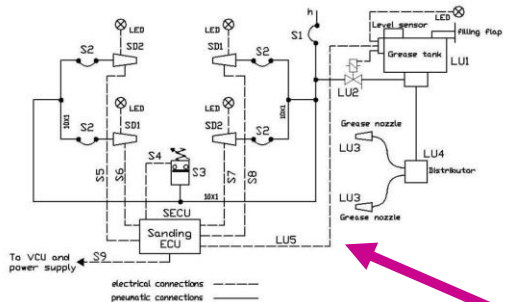 h
S1
Level sensor
LED
filling flap
Grease tank
LU1
LU2
LED
SD2
LED
SD1
S2
S2
10X1
LED
SD1
LED
SD2
S2
S2
10X1
S4
S3
S5
S6
S7
S8
10X1
Grease nozzle
LU3
LU4
Distributor
LU3
Grease nozzle
SECU
Sanding
ECU
LU5
To VCU and
power supply
S9
electrical connections
pneumatic connections